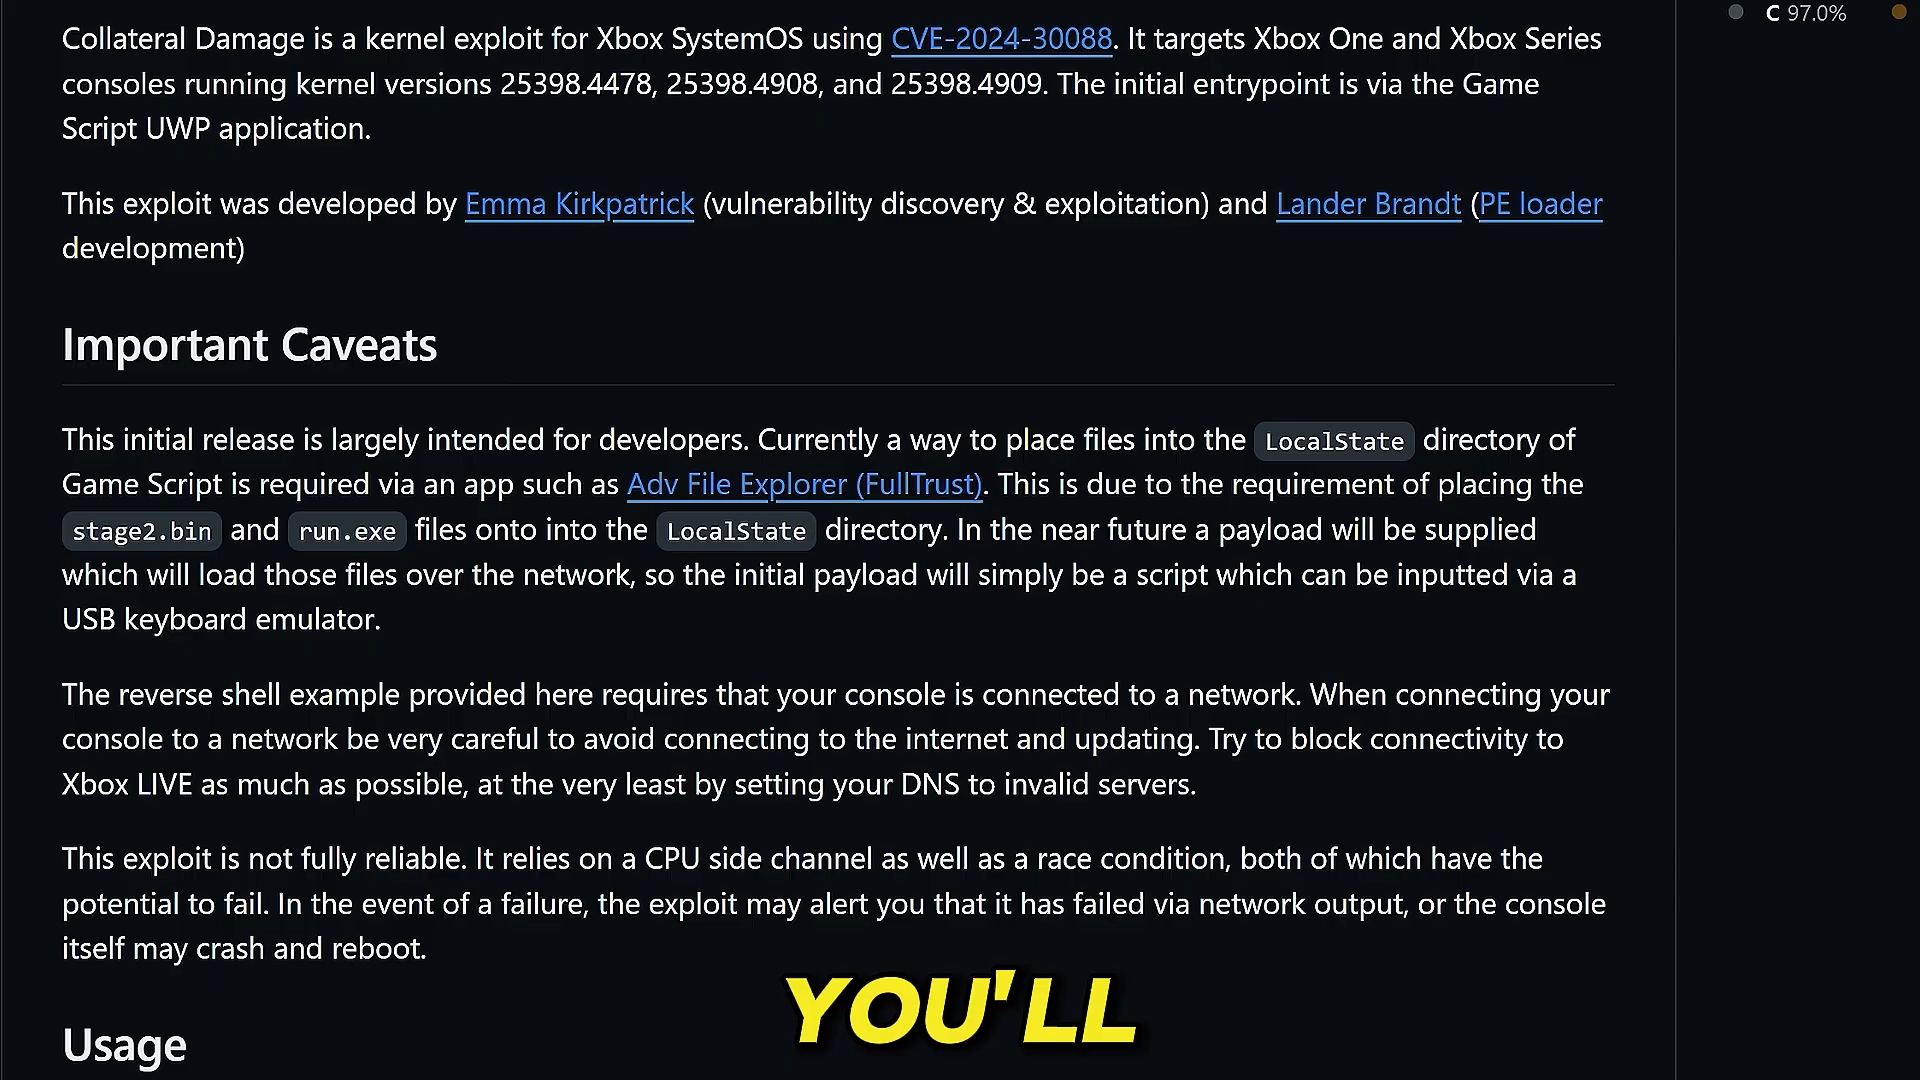 Collateral Damage is a kernel exploit for Xbox SystemOS using CVE-2024-30088. It targets Xbox One and Xbox Series
consoles running kernel versions 25398.4478, 25398.4908, and 25398.4909. The initial entrypoint is via the Game
Script UWP application.
This exploit was developed by Emma Kirkpatrick (vulnerability discovery & exploitation) and Lander Brandt (PE loader
development)
Important Caveats
This initial release is largely intended for developers. Currently a way to place files into the LocalState directory of
Game Script is required via an app such as Adv File Explorer (FullTrust). This is due to the requirement of placing the
stage2.bin and run.exe files onto into the LocalState directory. In the near future a payload will be supplied
which will load those files over the network, so the initial payload will simply be a script which can be inputted via a
USB keyboard emulator.
The reverse shell example provided here requires that your console is connected to a network. When connecting your
console to a network be very careful to avoid connecting to the internet and updating. Try to block connectivity to
Xbox LIVE as much as possible, at the very least by setting your DNS to invalid servers.
This exploit is not fully reliable. It relies on a CPU side channel as well as a race condition, both of which have the
potential to fail. In the event of a failure, the exploit may alert you that it has failed via network output, or the console
itself may crash and reboot.
Usage
YOU'LL
C 97.0%